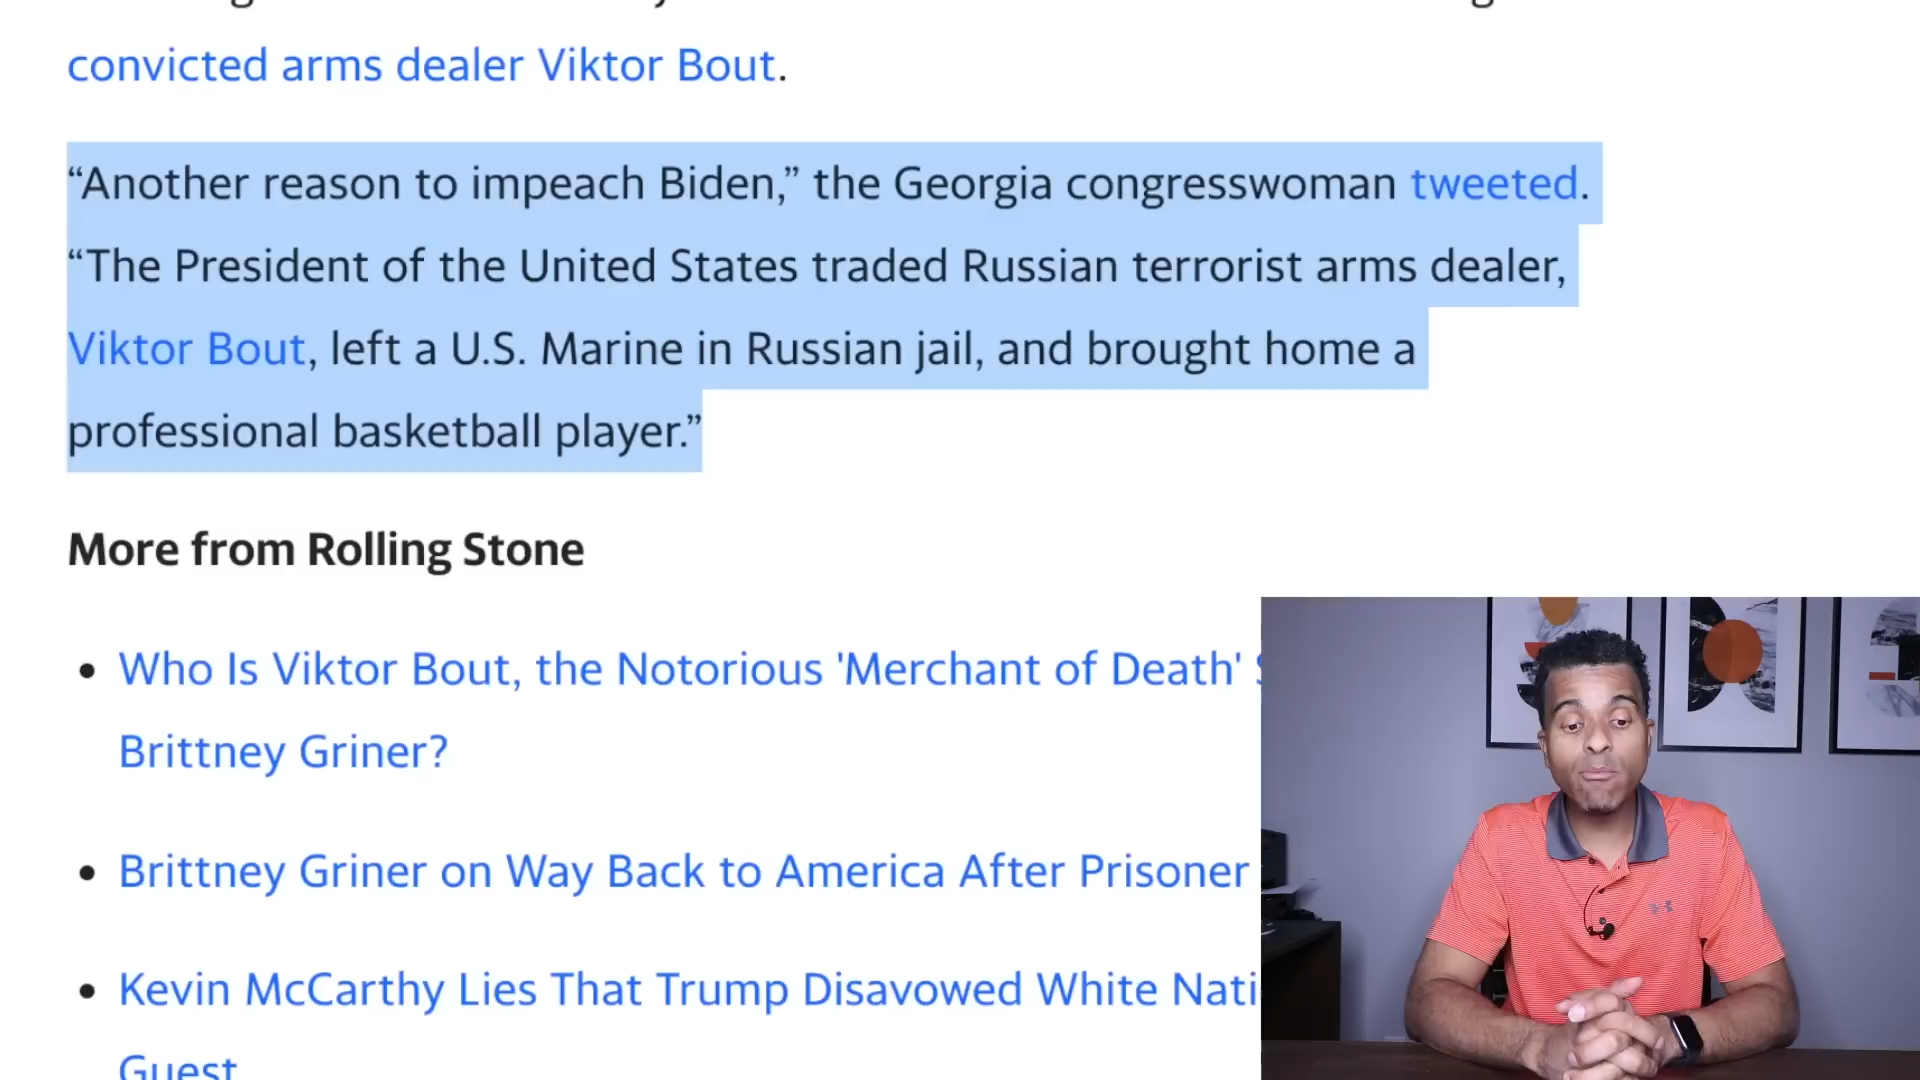 convicted arms dealer Viktor Bout.
“Another reason to impeach Biden,” the Georgia congresswoman tweeted.
“The President of the United States traded Russian terrorist arms dealer,
Viktor Bout, left a U.S. Marine in Russian jail, and brought home a
professional basketball player.”
More from Rolling Stone
• Who Is Viktor Bout, the Notorious 'Merchant of Death'
Brittney Griner?
• Brittney Griner on Way Back to America After Prisoner
• Kevin McCarthy Lies That Trump Disavowed White Nati
Guest